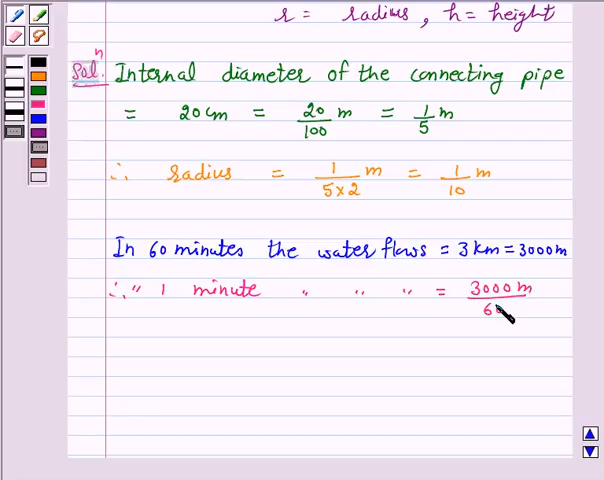 r = radius, h = height
Solⁿ. Internal diameter of the connecting pipe
= 20 cm = 20/100 m = 1/5 m
∴ radius = 1/5×2 m = 1/10 m
In 60 minutes the water flows = 3 km = 3000 m
∴ " 1 minute " " " = 3000 m/60